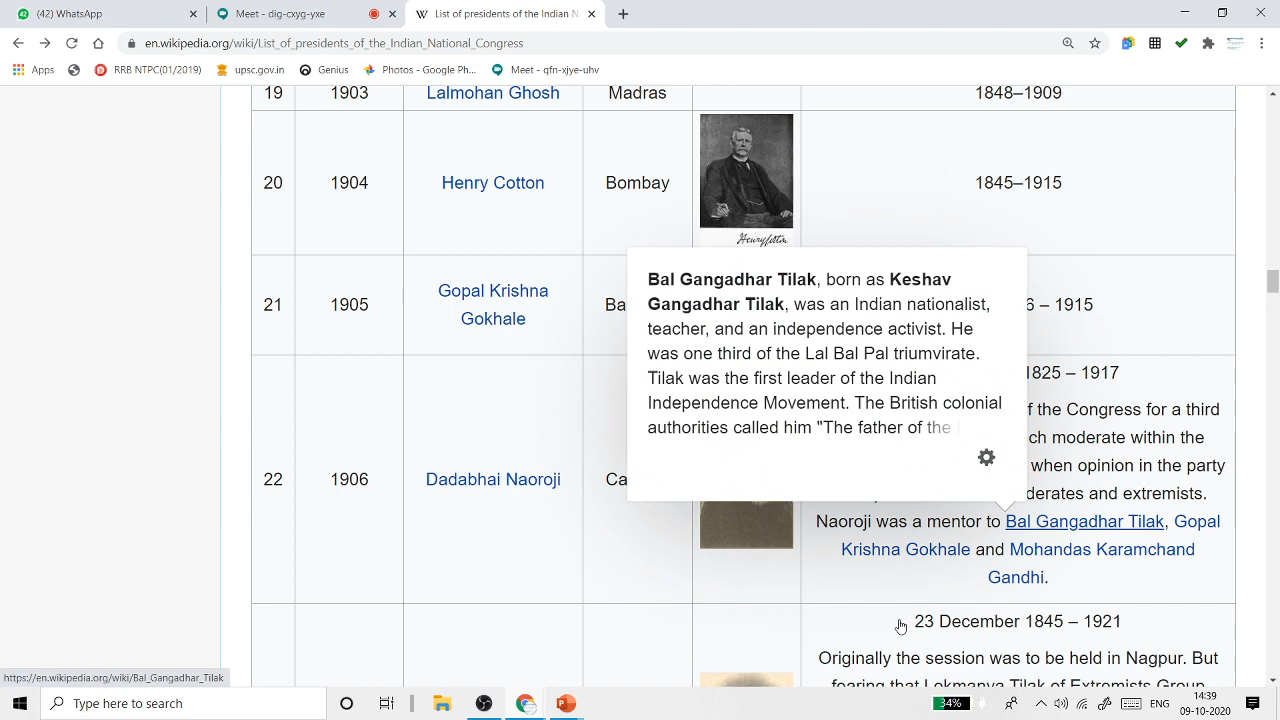 (42) WhatsApp
Meet - dig-cxyg-yxe
List of presidents of the Indian N
en.wikipedia.org/wiki/List_of_presidents_of_the_Indian_National_Congress
Apps
RRB NTPC(01/2019)
upsc.gov.in
Genius
Photos - Google Ph...
Meet - qfn-xjye-uhv
19 1903 Lalmohan Ghosh Madras 1848–1909
20 1904 Henry Cotton Bombay 1845–1915
21 1905 Gopal Krishna
Gokhale
Ba
6 – 1915
Bal Gangadhar Tilak, born as Keshav
Gangadhar Tilak, was an Indian nationalist,
teacher, and an independence activist. He
was one third of the Lal Bal Pal triumvirate.
Tilak was the first leader of the Indian
Independence Movement. The British colonial
authorities called him "The father of the
22 1906 Dadabhai Naoroji Ca
1825 – 1917
f the Congress for a third
ch moderate within the
when opinion in the party
derates and extremists.
Naoroji was a mentor to Bal Gangadhar Tilak, Gopal
Krishna Gokhale and Mohandas Karamchand
Gandhi.
23 December 1845 – 1921
Originally the session was to be held in Nagpur. But
fearing that Lokmanya Tilak of Extremists Group
https://en.wikipedia.org/wiki/Bal_Gangadhar_Tilak
Type here to search
34%
14:39
09-10-2020